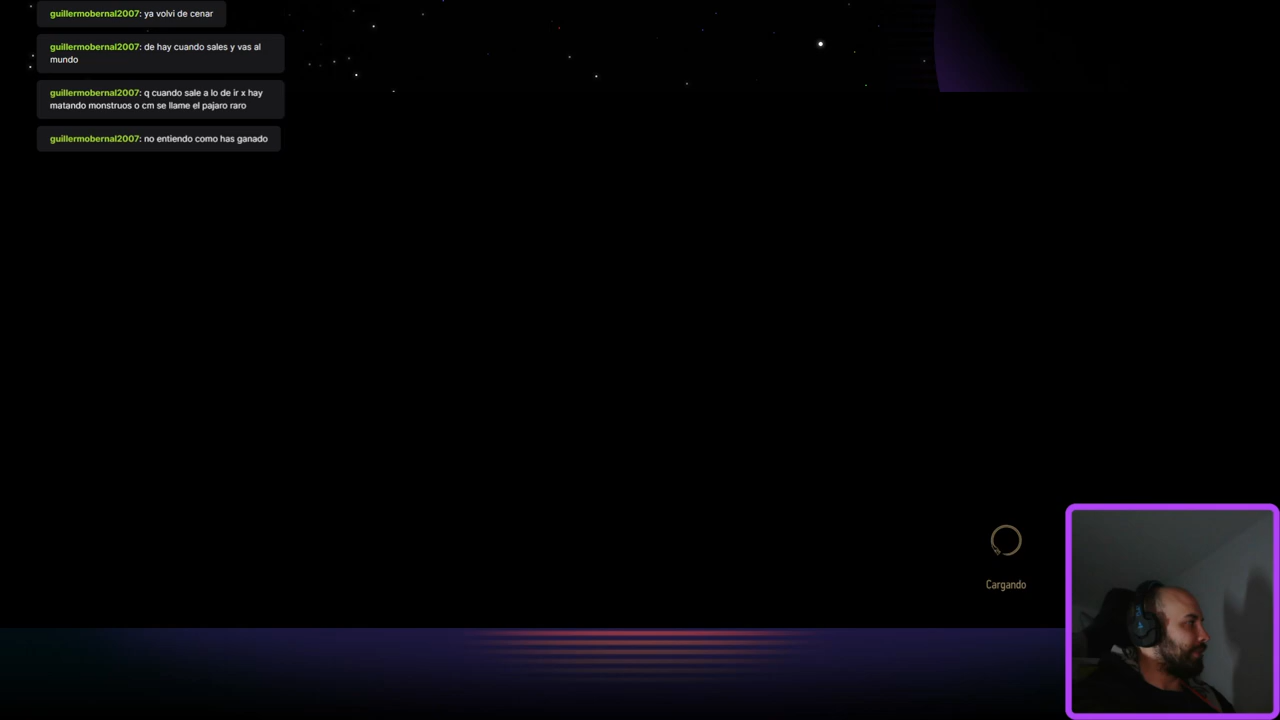 guillermobernal2007: ya volvi de cenar
guillermobernal2007: de hay cuando sales y vas al
mundo
guillermobernal2007: q cuando sale a lo de ir x hay
matando monstruos o cm se llame el pajaro raro
guillermobernal2007: no entiendo como has ganado
Cargando